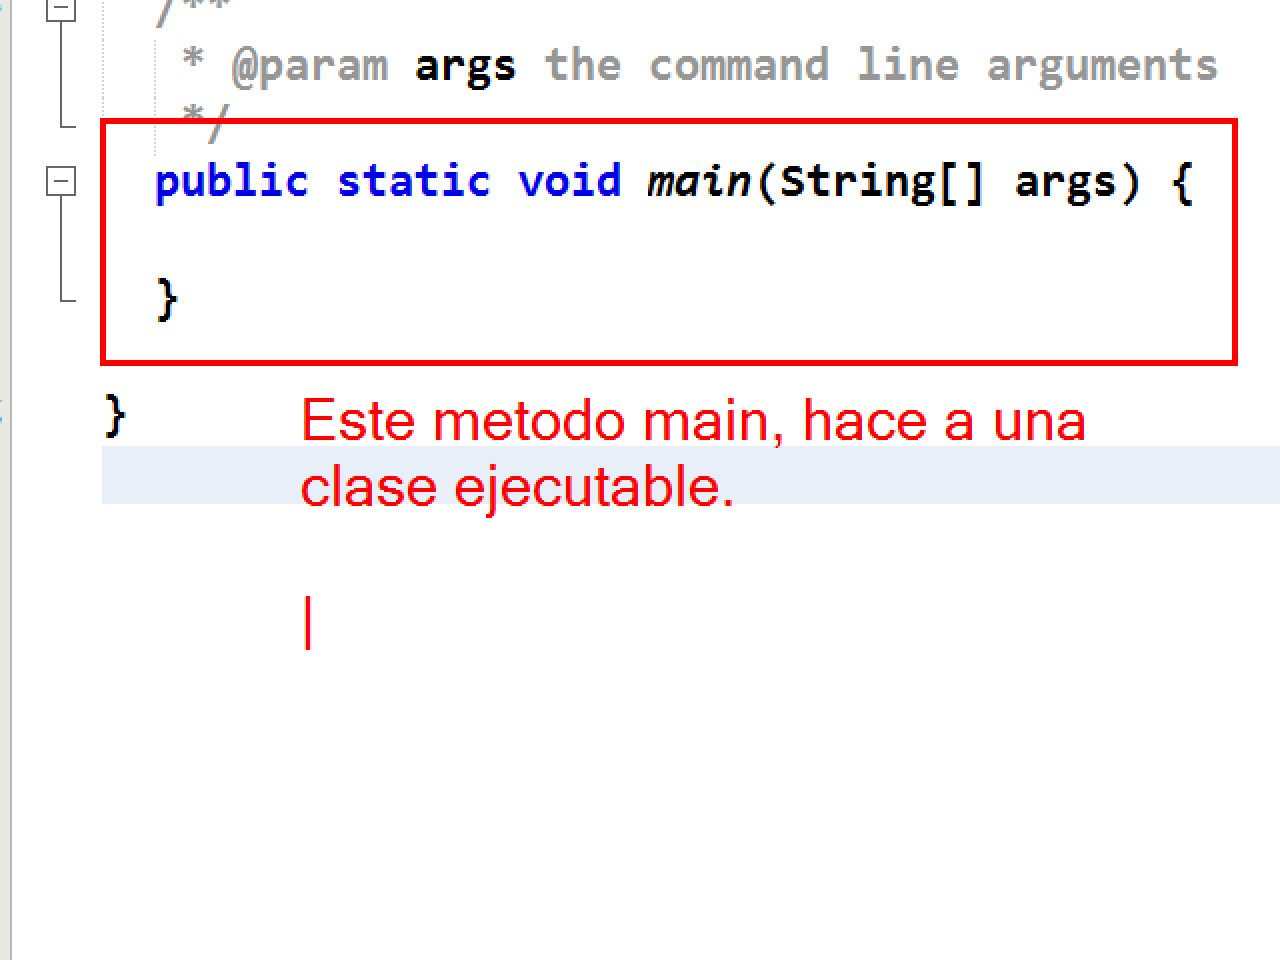 /**
* @param args the command line arguments
*/
public static void main(String[] args) {
}
}
Este metodo main, hace a una
clase ejecutable.